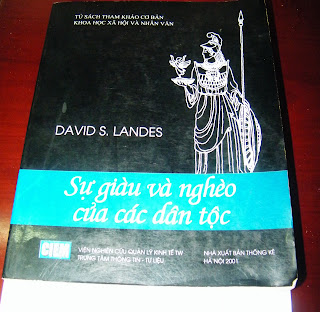 TỦ SÁCH THAM KHẢO CƠ BẢN
KHOA HỌC XÃ HỘI VÀ NHÂN VĂN
DAVID S. LANDES
Sự giàu và nghèo
của các dân tộc
CIEM
VIỆN NGHIÊN CỨU QUẢN LÝ KINH TẾ TW
TRUNG TÂM THÔNG TIN - TƯ LIỆU
NHÀ XUẤT BẢN THỐNG KÊ
HÀ NỘI 2001